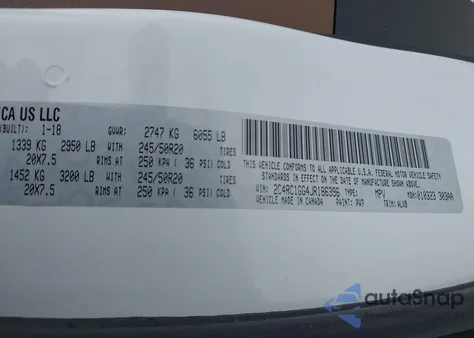 CA US LLC
(BUILT): 1-18 GVWR: 2747 KG 6055 LB
1339 KG 2950 LB WITH 245/50R20 TIRES
20X7.5 RIMS AT 250 KPA ( 36 PSI) COLD
1452 KG 3200 LB WITH 245/50R20 TIRES
20X7.5 RIMS AT 250 KPA ( 36 PSI) COLD
THIS VEHICLE CONFORMS TO ALL APPLICABLE U.S.A. FEDERAL MOTOR VEHICLE SAFETY
STANDARDS IN EFFECT ON THE DATE OF MANUFACTURE SHOWN ABOVE.
VIN: 2C4RC1GG4JR186396 TYPE: MPV MDH:
VEHICLE MADE IN CANADA PAINT: PW7 TRIM: ALX8
autoSnap